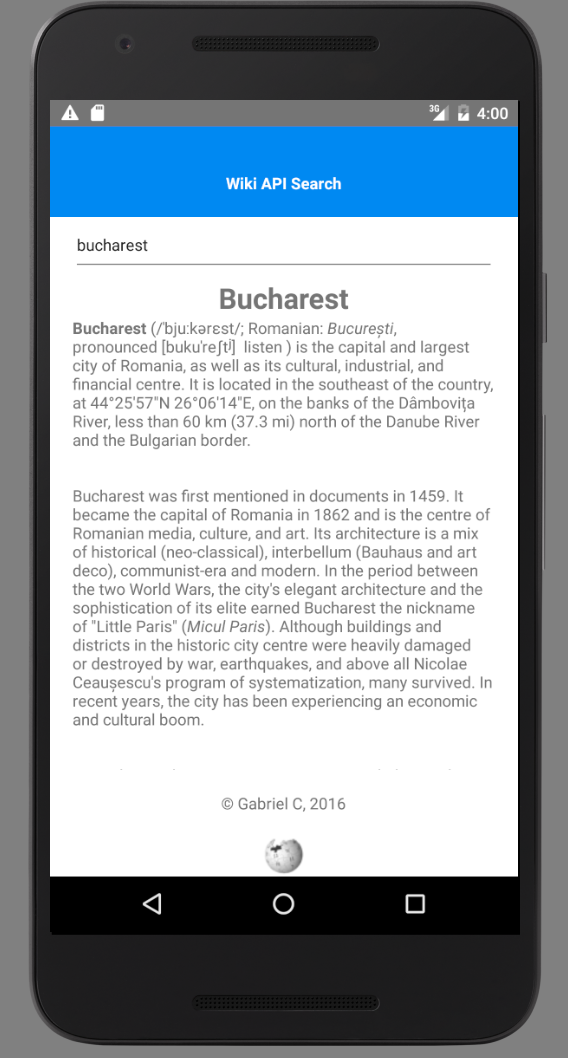 3G 4:00
Wiki API Search
bucharest
Bucharest
Bucharest (/ˈbjuːkərɛst/; Romanian: București,
pronounced [bukuˈreʃtʲ]  listen ) is the capital and largest
city of Romania, as well as its cultural, industrial, and
financial centre. It is located in the southeast of the country,
at 44°25′57″N 26°06′14″E, on the banks of the Dâmbovița
River, less than 60 km (37.3 mi) north of the Danube River
and the Bulgarian border.
Bucharest was first mentioned in documents in 1459. It
became the capital of Romania in 1862 and is the centre of
Romanian media, culture, and art. Its architecture is a mix
of historical (neo-classical), interbellum (Bauhaus and art
deco), communist-era and modern. In the period between
the two World Wars, the city's elegant architecture and the
sophistication of its elite earned Bucharest the nickname
of "Little Paris" (Micul Paris). Although buildings and
districts in the historic city centre were heavily damaged
or destroyed by war, earthquakes, and above all Nicolae
Ceaușescu's program of systematization, many survived. In
recent years, the city has been experiencing an economic
and cultural boom.
© Gabriel C, 2016